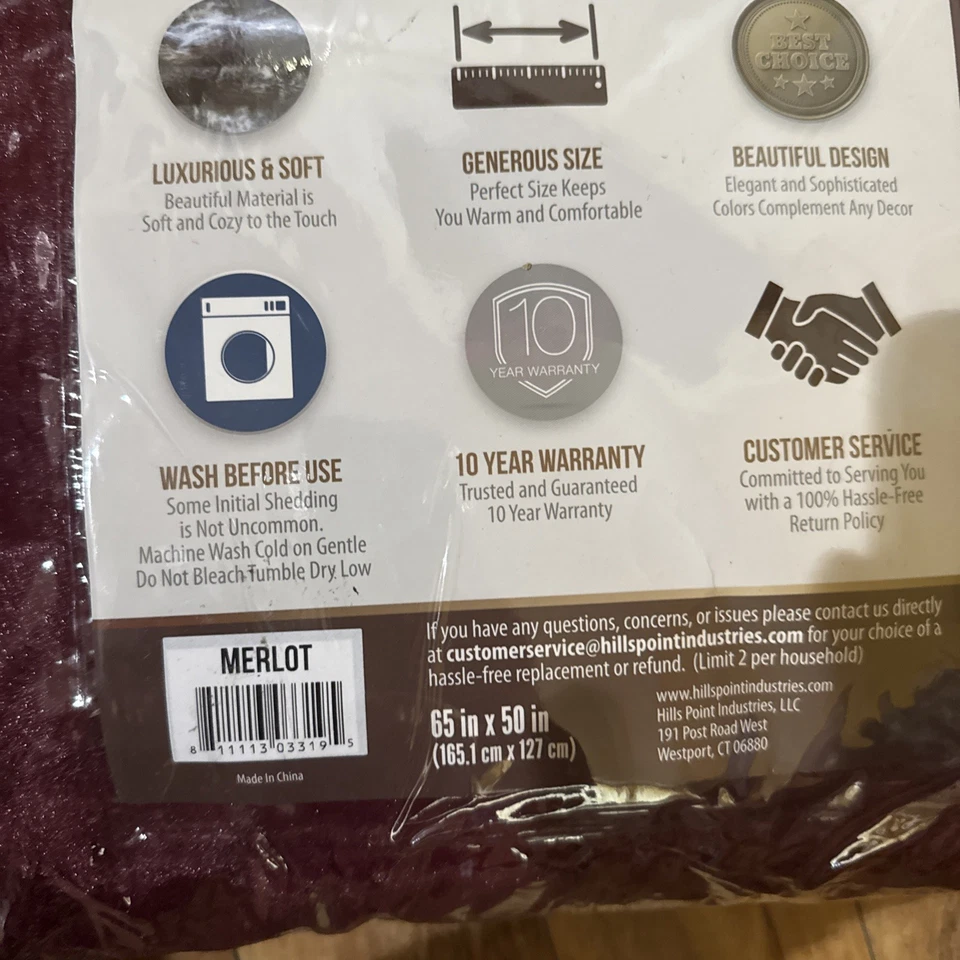 BEST
CHOICE
LUXURIOUS & SOFT
Beautiful Material is
Soft and Cozy to the Touch
GENEROUS SIZE
Perfect Size Keeps
You Warm and Comfortable
BEAUTIFUL DESIGN
Elegant and Sophisticated
Colors Complement Any Decor
10
YEAR WARRANTY
WASH BEFORE USE
Some Initial Shedding
is Not Uncommon.
Machine Wash Cold on Gentle
Do Not Bleach Tumble Dry Low
10 YEAR WARRANTY
Trusted and Guaranteed
10 Year Warranty
CUSTOMER SERVICE
Committed to Serving You
with a 100% Hassle-Free
Return Policy
MERLOT
8 11113 03319 5
Made In China
If you have any questions, concerns, or issues please contact us directly
at customerservice@hillspointindustries.com for your choice of a
hassle-free replacement or refund. (Limit 2 per household)
65 in x 50 in
(165.1 cm x 127 cm)
www.hillspointindustries.com
Hills Point Industries, LLC
191 Post Road West
Westport, CT 06880